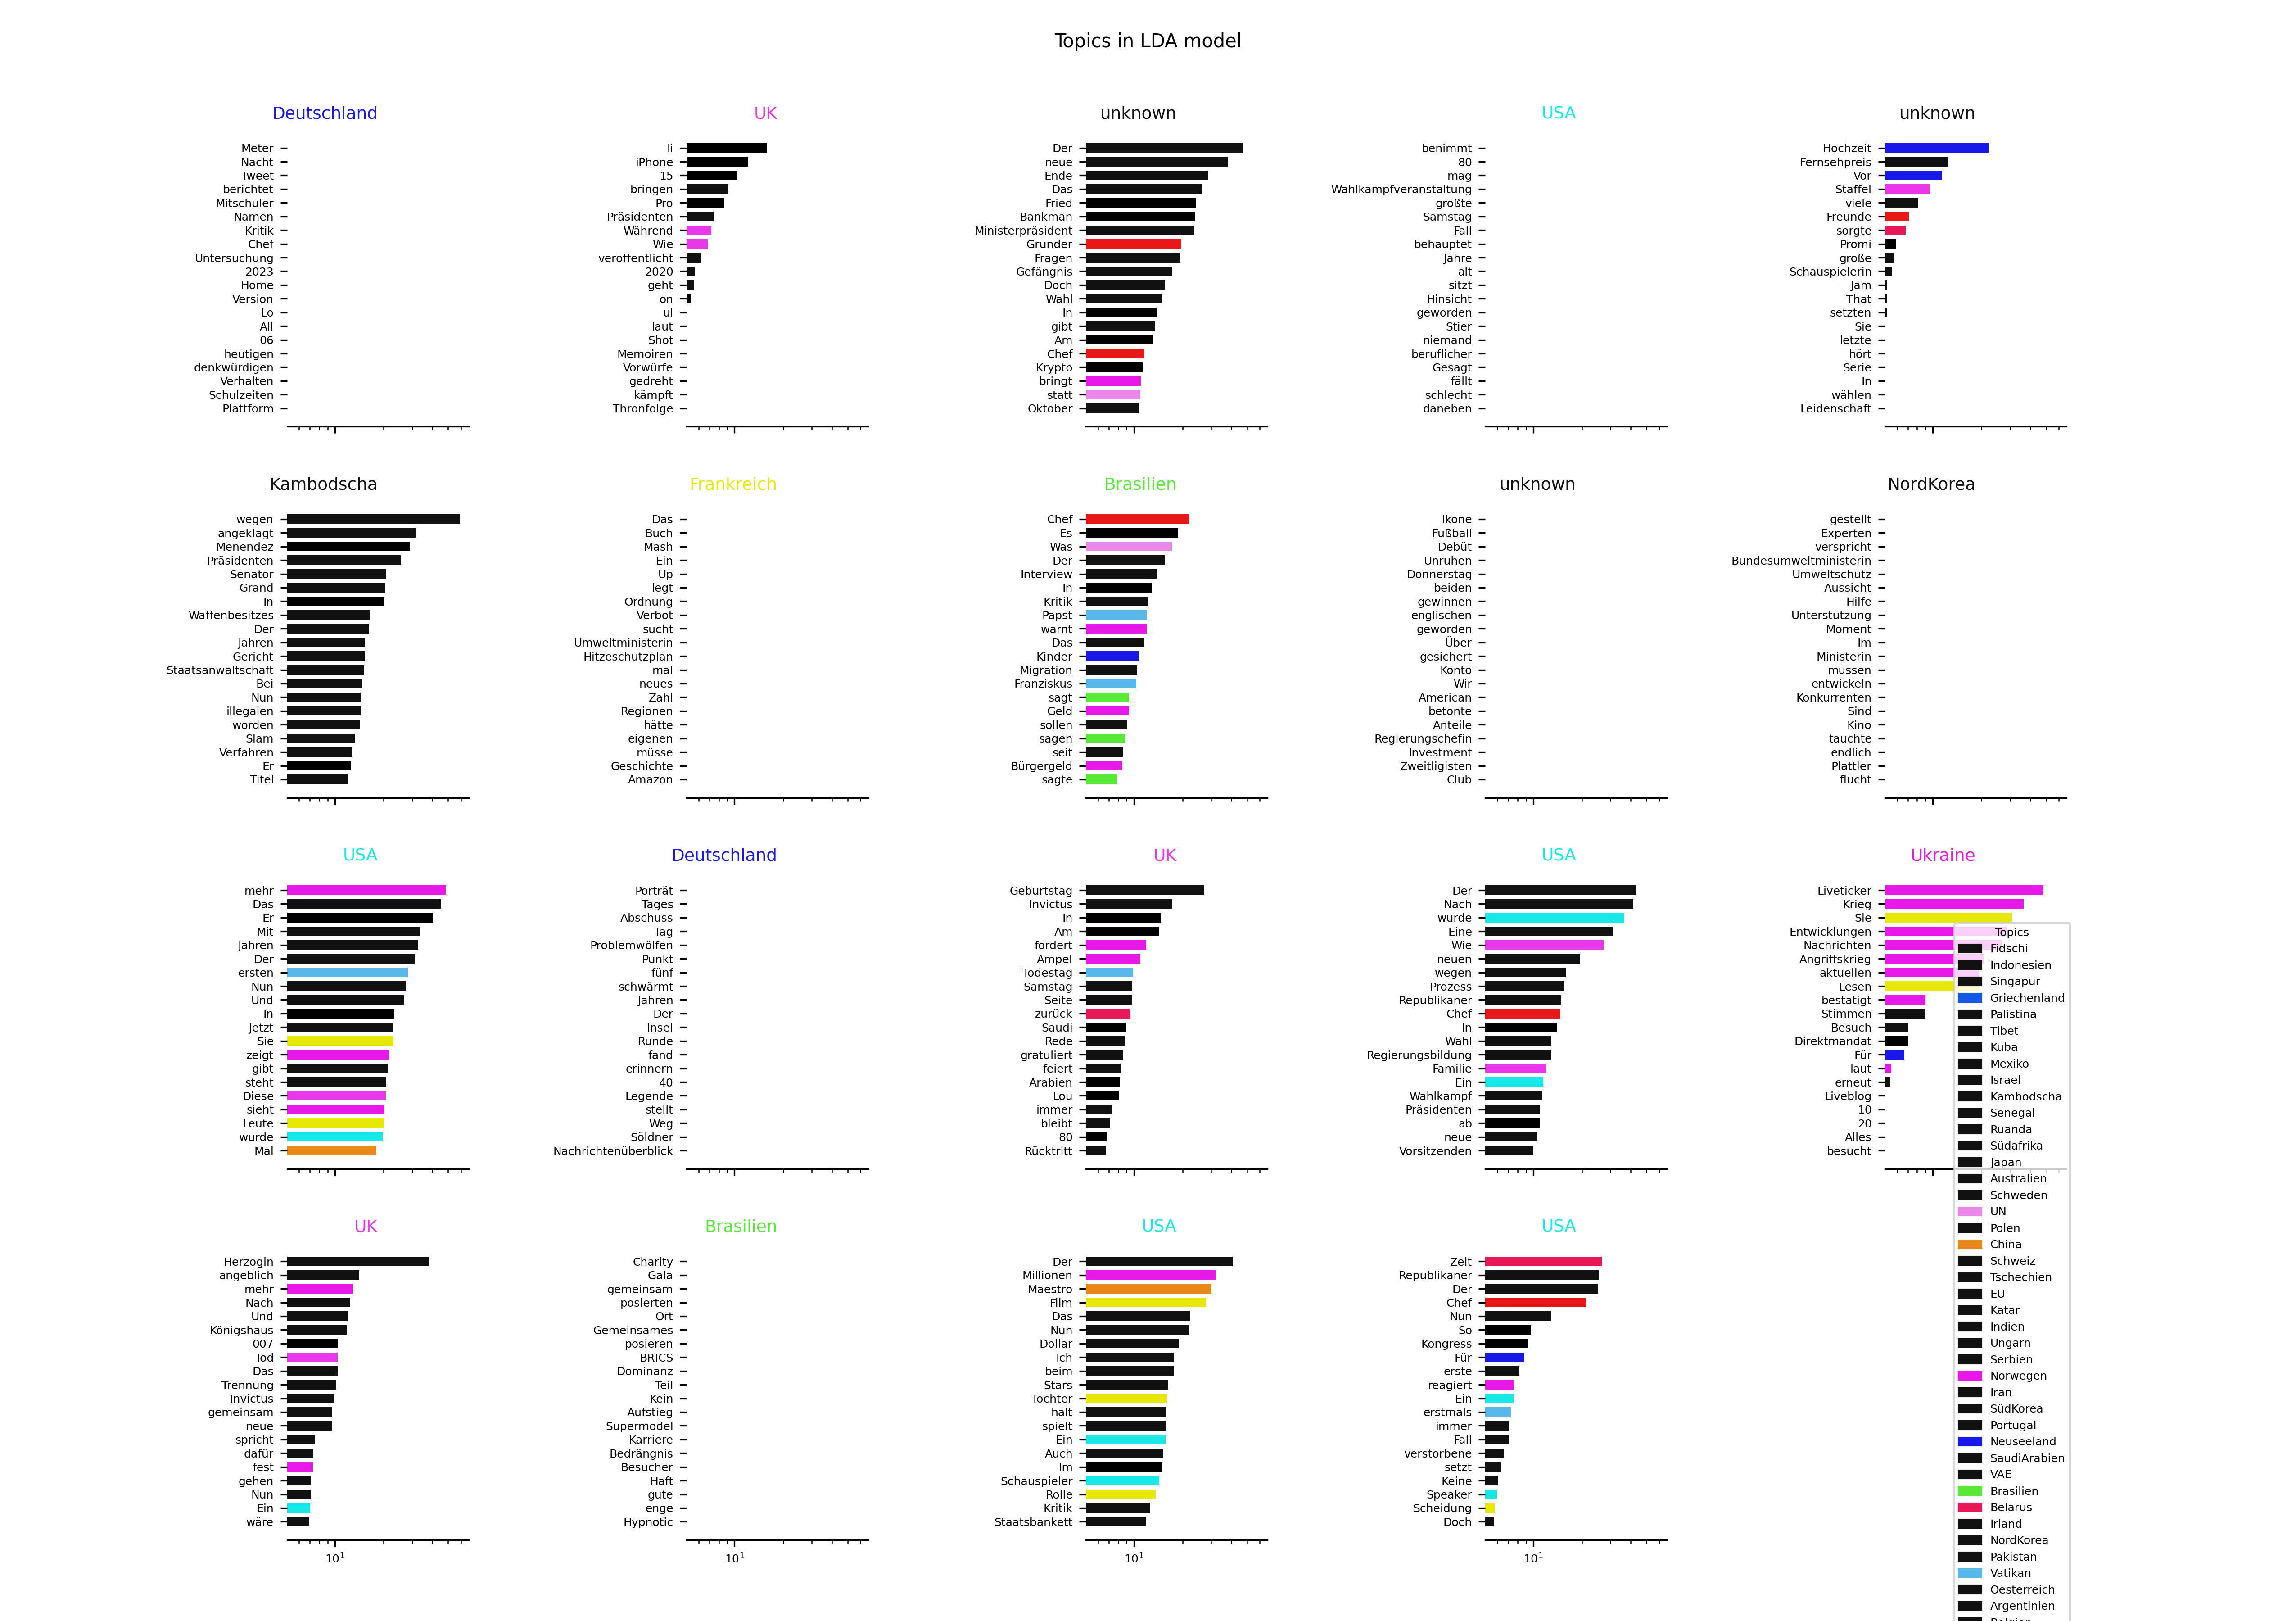 Topics in LDA model
Deutschland
Meter
Nacht
Tweet
berichtet
Mitschüler
Namen
Kritik
Chef
Untersuchung
2023
Home
Version
Lo
All
06
heutigen
denkwürdigen
Verhalten
Schulzeiten
Plattform
UK
li
iPhone
15
bringen
Pro
Präsidenten
Während
Wie
veröffentlicht
2020
geht
on
ul
laut
Shot
Memoiren
Vorwürfe
gedreht
kämpft
Thronfolge
unknown
Der
neue
Ende
Das
Fried
Bankman
Ministerpräsident
Gründer
Fragen
Gefängnis
Doch
Wahl
In
gibt
Am
Chef
Krypto
bringt
statt
Oktober
USA
benimmt
80
mag
Wahlkampfveranstaltung
größte
Samstag
Fall
behauptet
Jahre
alt
sitzt
Hinsicht
geworden
Stier
niemand
beruflicher
Gesagt
fällt
schlecht
daneben
unknown
Hochzeit
Fernsehpreis
Vor
Staffel
viele
Freunde
sorgte
Promi
große
Schauspielerin
Jam
That
setzten
Sie
letzte
hört
Serie
In
wählen
Leidenschaft
Kambodscha
wegen
angeklagt
Menendez
Präsidenten
Senator
Grand
In
Waffenbesitzes
Der
Jahren
Gericht
Staatsanwaltschaft
Bei
Nun
illegalen
worden
Slam
Verfahren
Er
Titel
Frankreich
Das
Buch
Mash
Ein
Up
legt
Ordnung
Verbot
sucht
Umweltministerin
Hitzeschutzplan
mal
neues
Zahl
Regionen
hätte
eigenen
müsse
Geschichte
Amazon
Brasilien
Chef
Es
Was
Der
Interview
In
Kritik
Papst
warnt
Das
Kinder
Migration
Franziskus
sagt
Geld
sollen
sagen
seit
Bürgergeld
sagte
unknown
Ikone
Fußball
Debüt
Unruhen
Donnerstag
beiden
gewinnen
englischen
geworden
Über
gesichert
Konto
Wir
American
betonte
Anteile
Regierungschefin
Investment
Zweitligisten
Club
NordKorea
gestellt
Experten
verspricht
Bundesumweltministerin
Umweltschutz
Aussicht
Hilfe
Unterstützung
Moment
Im
Ministerin
müssen
entwickeln
Konkurrenten
Sind
Kino
tauchte
endlich
Plattler
flucht
USA
mehr
Das
Er
Mit
Jahren
Der
ersten
Nun
Und
In
Jetzt
Sie
zeigt
gibt
steht
Diese
sieht
Leute
wurde
Mal
Deutschland
Porträt
Tages
Abschuss
Tag
Problemwölfen
Punkt
fünf
schwärmt
Jahren
Der
Insel
Runde
fand
erinnern
40
Legende
stellt
Weg
Söldner
Nachrichtenüberblick
UK
Geburtstag
Invictus
In
Am
fordert
Ampel
Todestag
Samstag
Seite
zurück
Saudi
Rede
gratuliert
feiert
Arabien
Lou
immer
bleibt
80
Rücktritt
USA
Der
Nach
wurde
Eine
Wie
neuen
wegen
Prozess
Republikaner
Chef
In
Wahl
Regierungsbildung
Familie
Ein
Wahlkampf
Präsidenten
ab
neue
Vorsitzenden
Ukraine
Liveticker
Krieg
Sie
Entwicklungen
Nachrichten
Angriffskrieg
aktuellen
Lesen
bestätigt
Stimmen
Besuch
Direktmandat
Für
laut
erneut
Liveblog
10
20
Alles
besucht
UK
Herzogin
angeblich
mehr
Nach
Und
Königshaus
007
Tod
Das
Trennung
Invictus
gemeinsam
neue
spricht
dafür
fest
gehen
Nun
Ein
wäre
10¹
Brasilien
Charity
Gala
gemeinsam
posierten
Ort
Gemeinsames
posieren
BRICS
Dominanz
Teil
Kein
Aufstieg
Supermodel
Karriere
Bedrängnis
Besucher
Haft
gute
enge
Hypnotic
10¹
USA
Der
Millionen
Maestro
Film
Das
Nun
Dollar
Ich
beim
Stars
Tochter
hält
spielt
Ein
Auch
Im
Schauspieler
Rolle
Kritik
Staatsbankett
10¹
USA
Zeit
Republikaner
Der
Chef
Nun
So
Kongress
Für
erste
reagiert
Ein
erstmals
immer
Fall
verstorbene
setzt
Keine
Speaker
Scheidung
Doch
10¹
Topics
Fidschi
Indonesien
Singapur
Griechenland
Palistina
Tibet
Kuba
Mexiko
Israel
Kambodscha
Senegal
Ruanda
Südafrika
Japan
Australien
Schweden
UN
Polen
China
Schweiz
Tschechien
EU
Katar
Indien
Ungarn
Serbien
Norwegen
Iran
SüdKorea
Portugal
Neuseeland
SaudiArabien
VAE
Brasilien
Belarus
Irland
NordKorea
Pakistan
Vatikan
Oesterreich
Argentinien